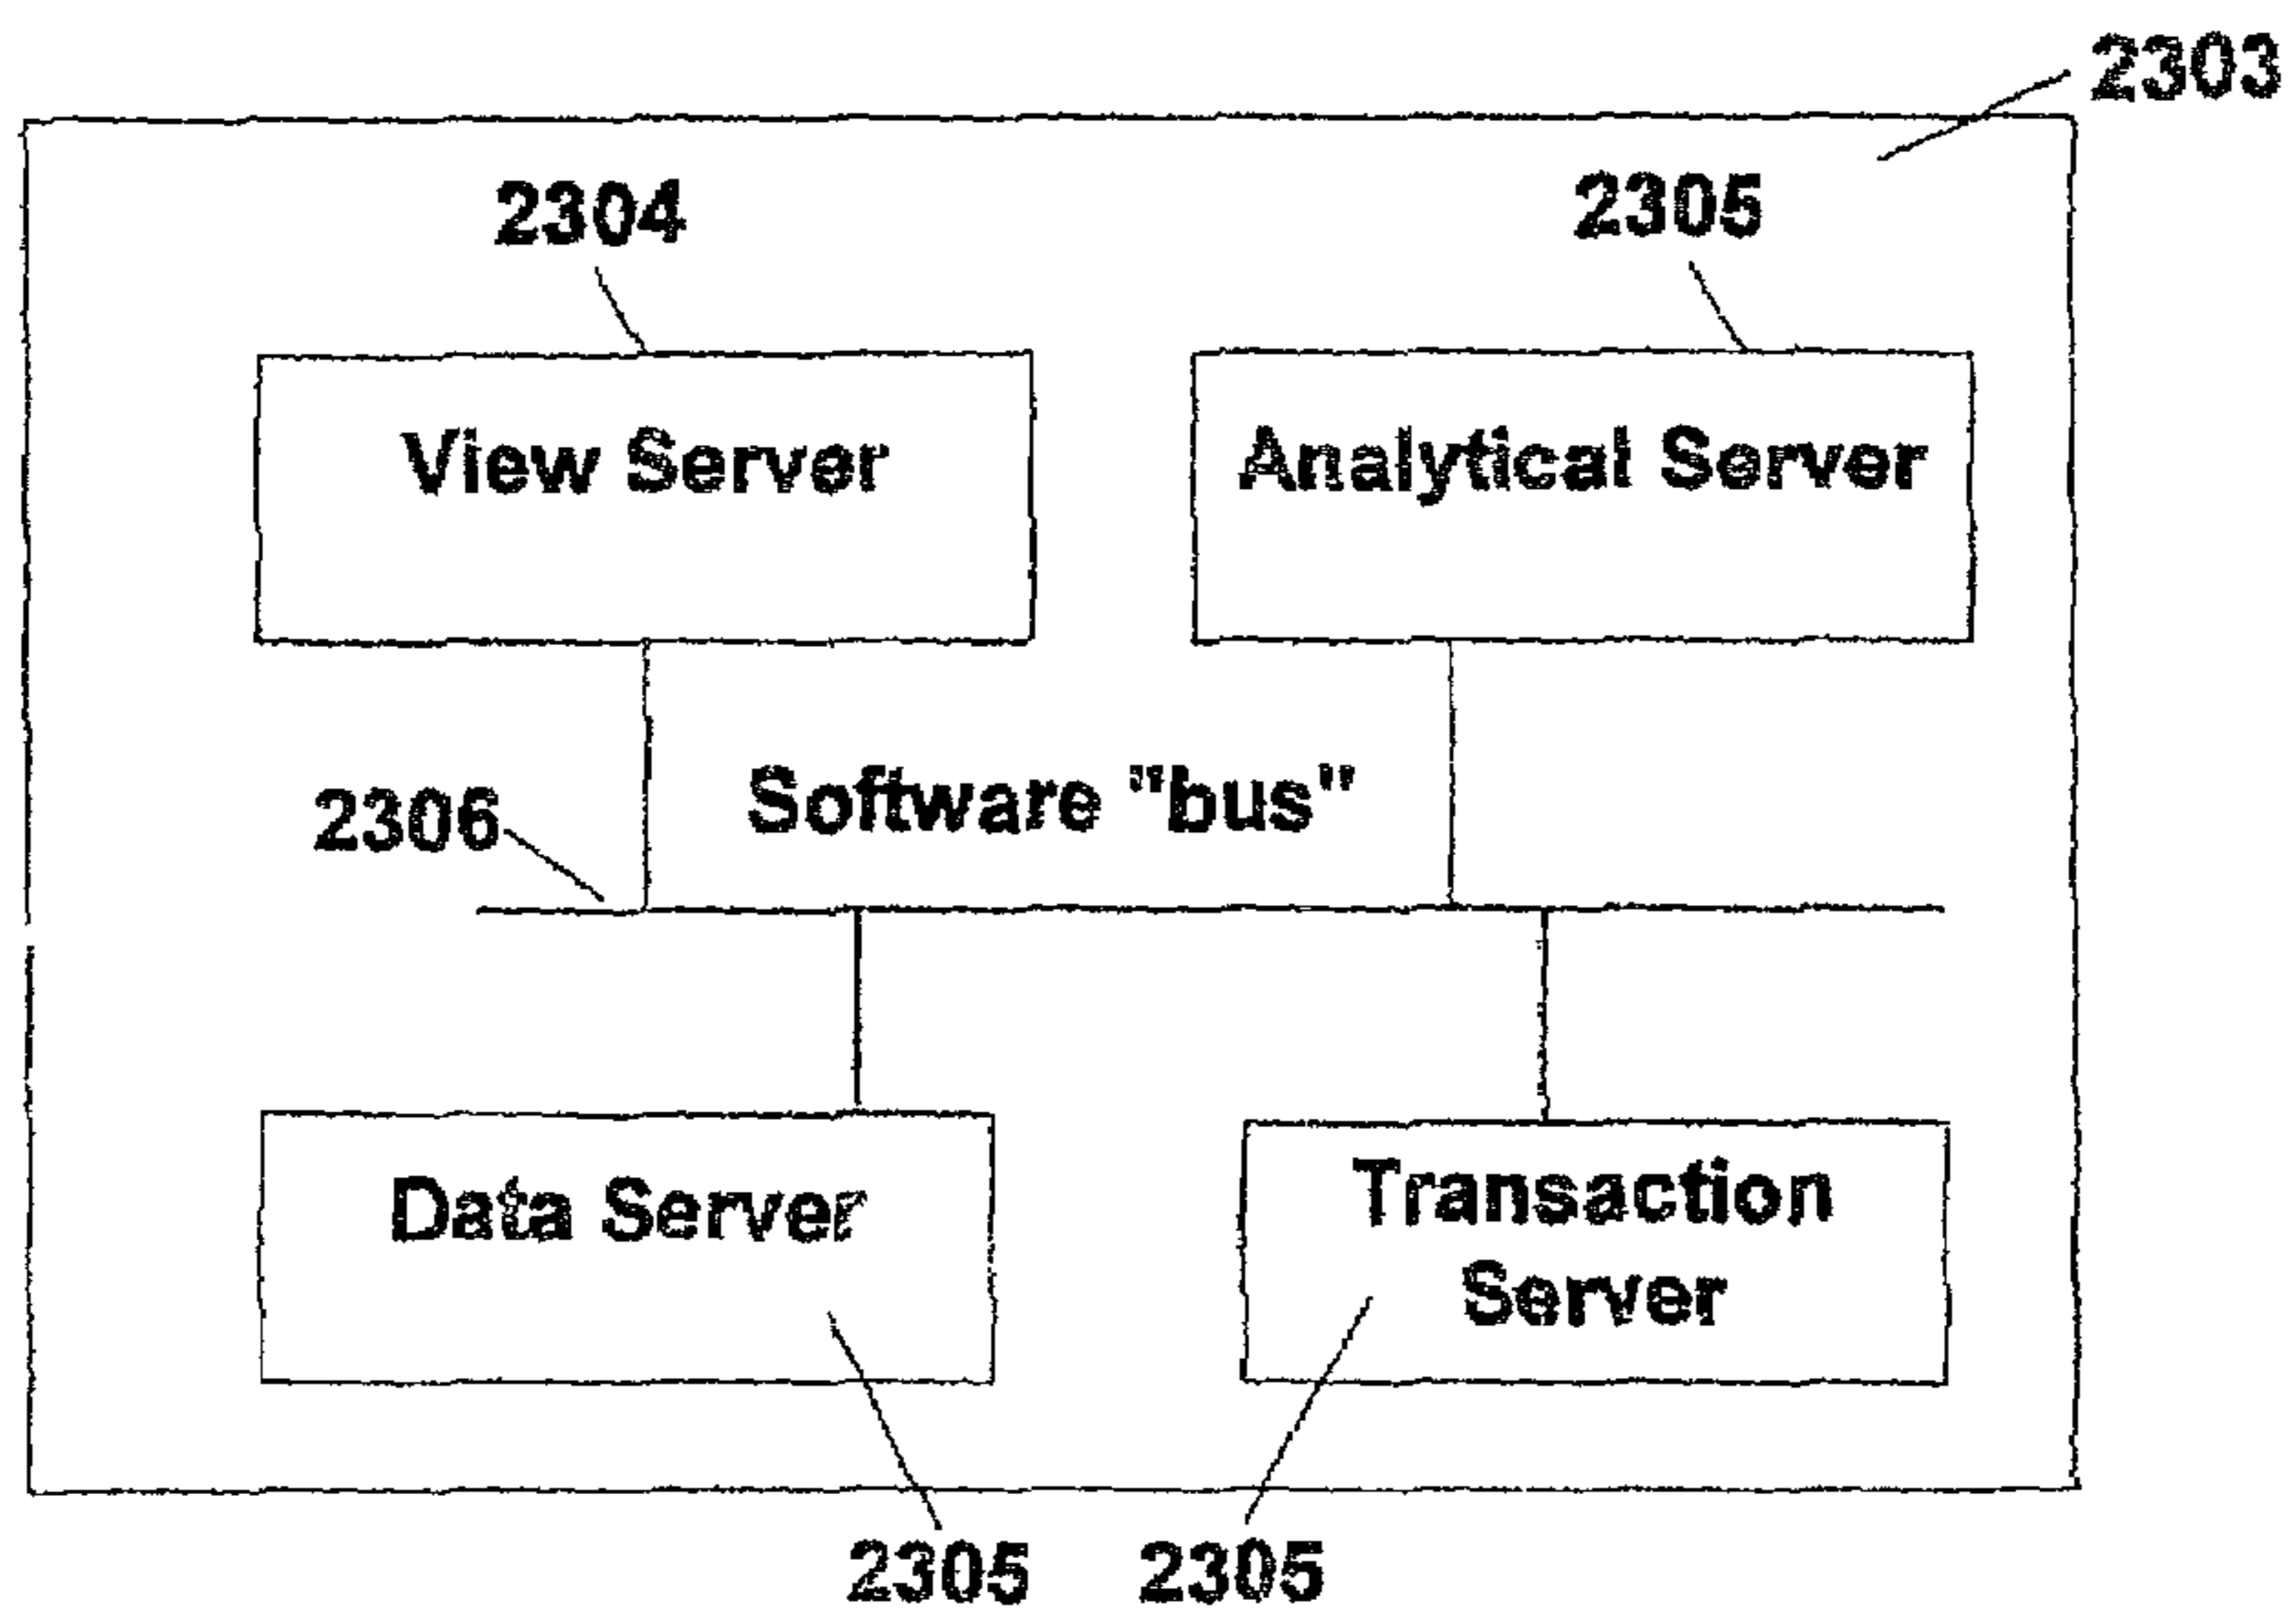 2303
2304
2305
View Server
Analytical Server
Software "bus"
2306
Data Server
Transaction
Server
2305
2305